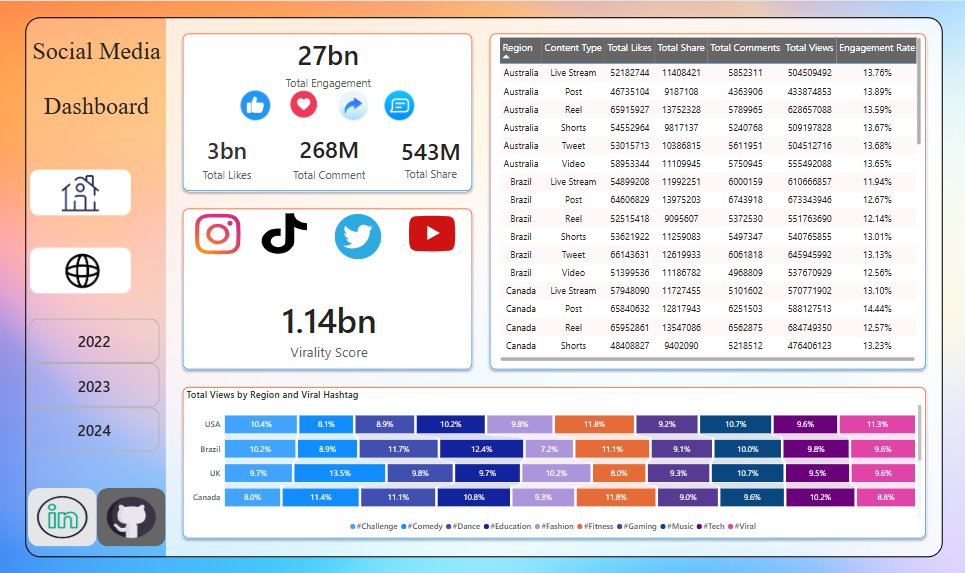 Social Media
Dashboard
2022
2023
2024
in
27bn
Total Engagement
3bn 268M 543M
Total Likes Total Comment Total Share
1.14bn
Virality Score
Region Content Type Total Likes Total Share Total Comments Total Views Engagement Rate
Australia Live Stream 52182744 11408421 5852311 504509492 13.76%
Australia Post 46735104 9187108 4363906 433874853 13.89%
Australia Reel 65915927 13752328 5789965 628657088 13.59%
Australia Shorts 54552964 9817137 5240768 509197828 13.67%
Australia Tweet 53015713 10386815 5611951 504512716 13.68%
Australia Video 58953344 11109945 5750945 555492088 13.65%
Brazil Live Stream 54899208 11992251 6000159 610666857 11.94%
Brazil Post 64606829 13975203 6743918 673343946 12.67%
Brazil Reel 52515418 9095607 5372530 551763690 12.14%
Brazil Shorts 53621922 11259083 5497347 540765855 13.01%
Brazil Tweet 66143631 12619933 6061818 645945992 13.13%
Brazil Video 51399536 11186782 4968809 537670929 12.56%
Canada Live Stream 57948090 11727455 5101602 570771902 13.10%
Canada Post 65840632 12817943 6251503 588127513 14.44%
Canada Reel 65952861 13547086 6562875 684749350 12.57%
Canada Shorts 48408827 9402090 5218512 476406123 13.23%
Total Views by Region and Viral Hashtag
USA 10.4% 8.1% 8.9% 10.2% 9.8% 11.8% 9.2% 10.7% 9.6% 11.3%
Brazil 10.2% 8.9% 11.7% 12.4% 7.2% 11.1% 9.1% 10.0% 9.8% 9.6%
UK 9.7% 13.5% 9.8% 9.7% 10.2% 8.0% 9.3% 10.7% 9.5% 9.6%
Canada 8.0% 11.4% 11.1% 10.8% 9.3% 11.8% 9.0% 9.6% 10.2% 8.8%
#Challenge #Comedy #Dance #Education #Fashion #Fitness #Gaming #Music #Tech #Viral